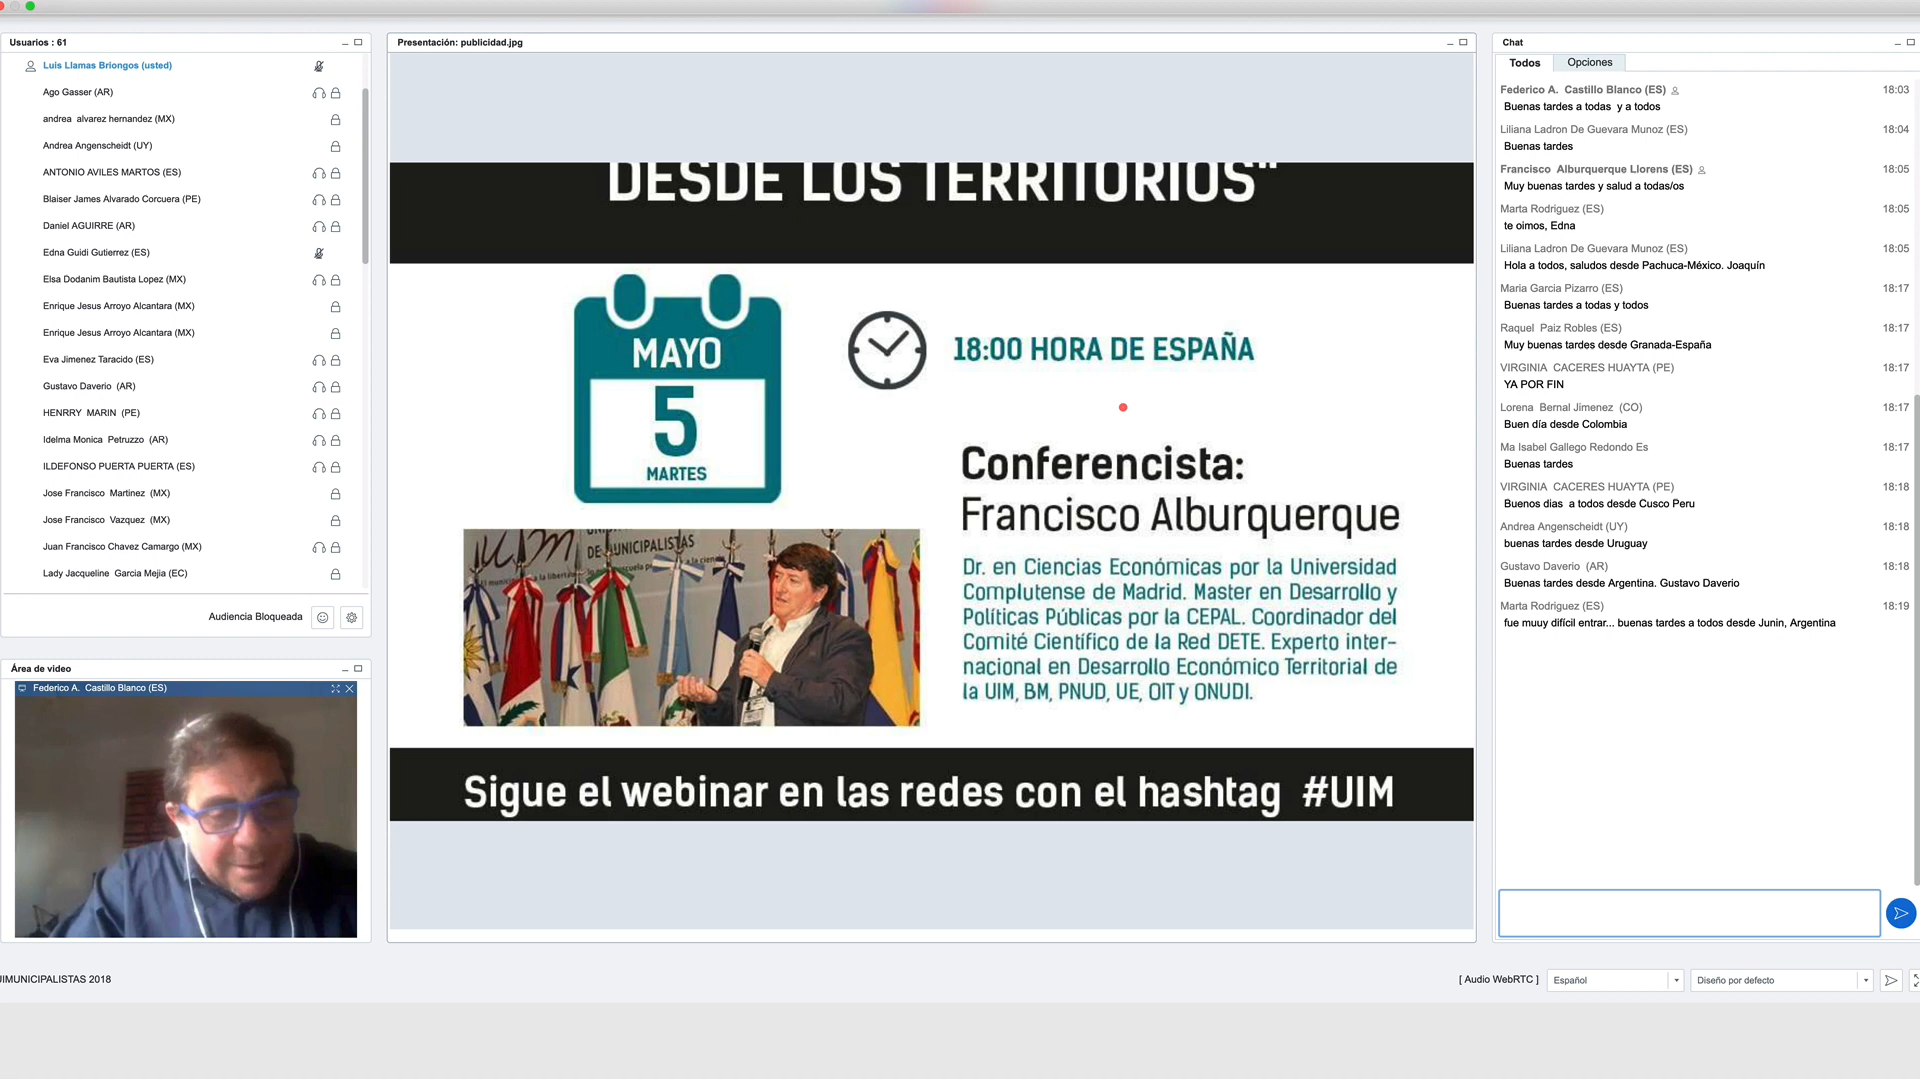 Usuarios : 61
Luis Llamas Briongos (usted)
Ago Gasser (AR)
andrea alvarez hernandez (MX)
Andrea Angenscheidt (UY)
ANTONIO AVILES MARTOS (ES)
Blaiser James Alvarado Corcuera (PE)
Daniel AGUIRRE (AR)
Edna Guidi Gutierrez (ES)
Elsa Dodanim Bautista Lopez (MX)
Enrique Jesus Arroyo Alcantara (MX)
Enrique Jesus Arroyo Alcantara (MX)
Eva Jimenez Taracido (ES)
Gustavo Daverio (AR)
HENRRY MARIN (PE)
Idelma Monica Petruzzo (AR)
ILDEFONSO PUERTA PUERTA (ES)
Jose Francisco Martinez (MX)
Jose Francisco Vazquez (MX)
Juan Francisco Chavez Camargo (MX)
Lady Jacqueline Garcia Mejia (EC)
Audiencia Bloqueada
Área de video
Federico A. Castillo Blanco (ES)
Presentación: publicidad.jpg
DESDE LOS TERRITORIOS"
MAYO
5
MARTES
18:00 HORA DE ESPAÑA
Conferencista:
Francisco Alburquerque
Dr. en Ciencias Económicas por la Universidad
Complutense de Madrid. Master en Desarrollo y
Políticas Públicas por la CEPAL. Coordinador del
Comité Científico de la Red DETE. Experto inter-
nacional en Desarrollo Económico Territorial de
la UIM, BM, PNUD, UE, OIT y ONUDI.
DE MUNICIPALISTAS
Sigue el webinar en las redes con el hashtag #UIM
Chat
Todos Opciones
Federico A. Castillo Blanco (ES) 18:03
Buenas tardes a todas y a todos
Liliana Ladron De Guevara Munoz (ES) 18:04
Buenas tardes
Francisco Alburquerque Llorens (ES) 18:05
Muy buenas tardes y salud a todas/os
Marta Rodriguez (ES) 18:05
te oimos, Edna
Liliana Ladron De Guevara Munoz (ES) 18:05
Hola a todos, saludos desde Pachuca-México. Joaquín
Maria Garcia Pizarro (ES) 18:17
Buenas tardes a todas y todos
Raquel Paiz Robles (ES) 18:17
Muy buenas tardes desde Granada-España
VIRGINIA CACERES HUAYTA (PE) 18:17
YA POR FIN
Lorena Bernal Jimenez (CO) 18:17
Buen día desde Colombia
Ma Isabel Gallego Redondo Es 18:17
Buenas tardes
VIRGINIA CACERES HUAYTA (PE) 18:18
Buenos dias a todos desde Cusco Peru
Andrea Angenscheidt (UY) 18:18
buenas tardes desde Uruguay
Gustavo Daverio (AR) 18:18
Buenas tardes desde Argentina. Gustavo Daverio
Marta Rodriguez (ES) 18:19
fue muuy difícil entrar... buenas tardes a todos desde Junin, Argentina
UIMUNICIPALISTAS 2018
[ Audio WebRTC ] Español Diseño por defecto